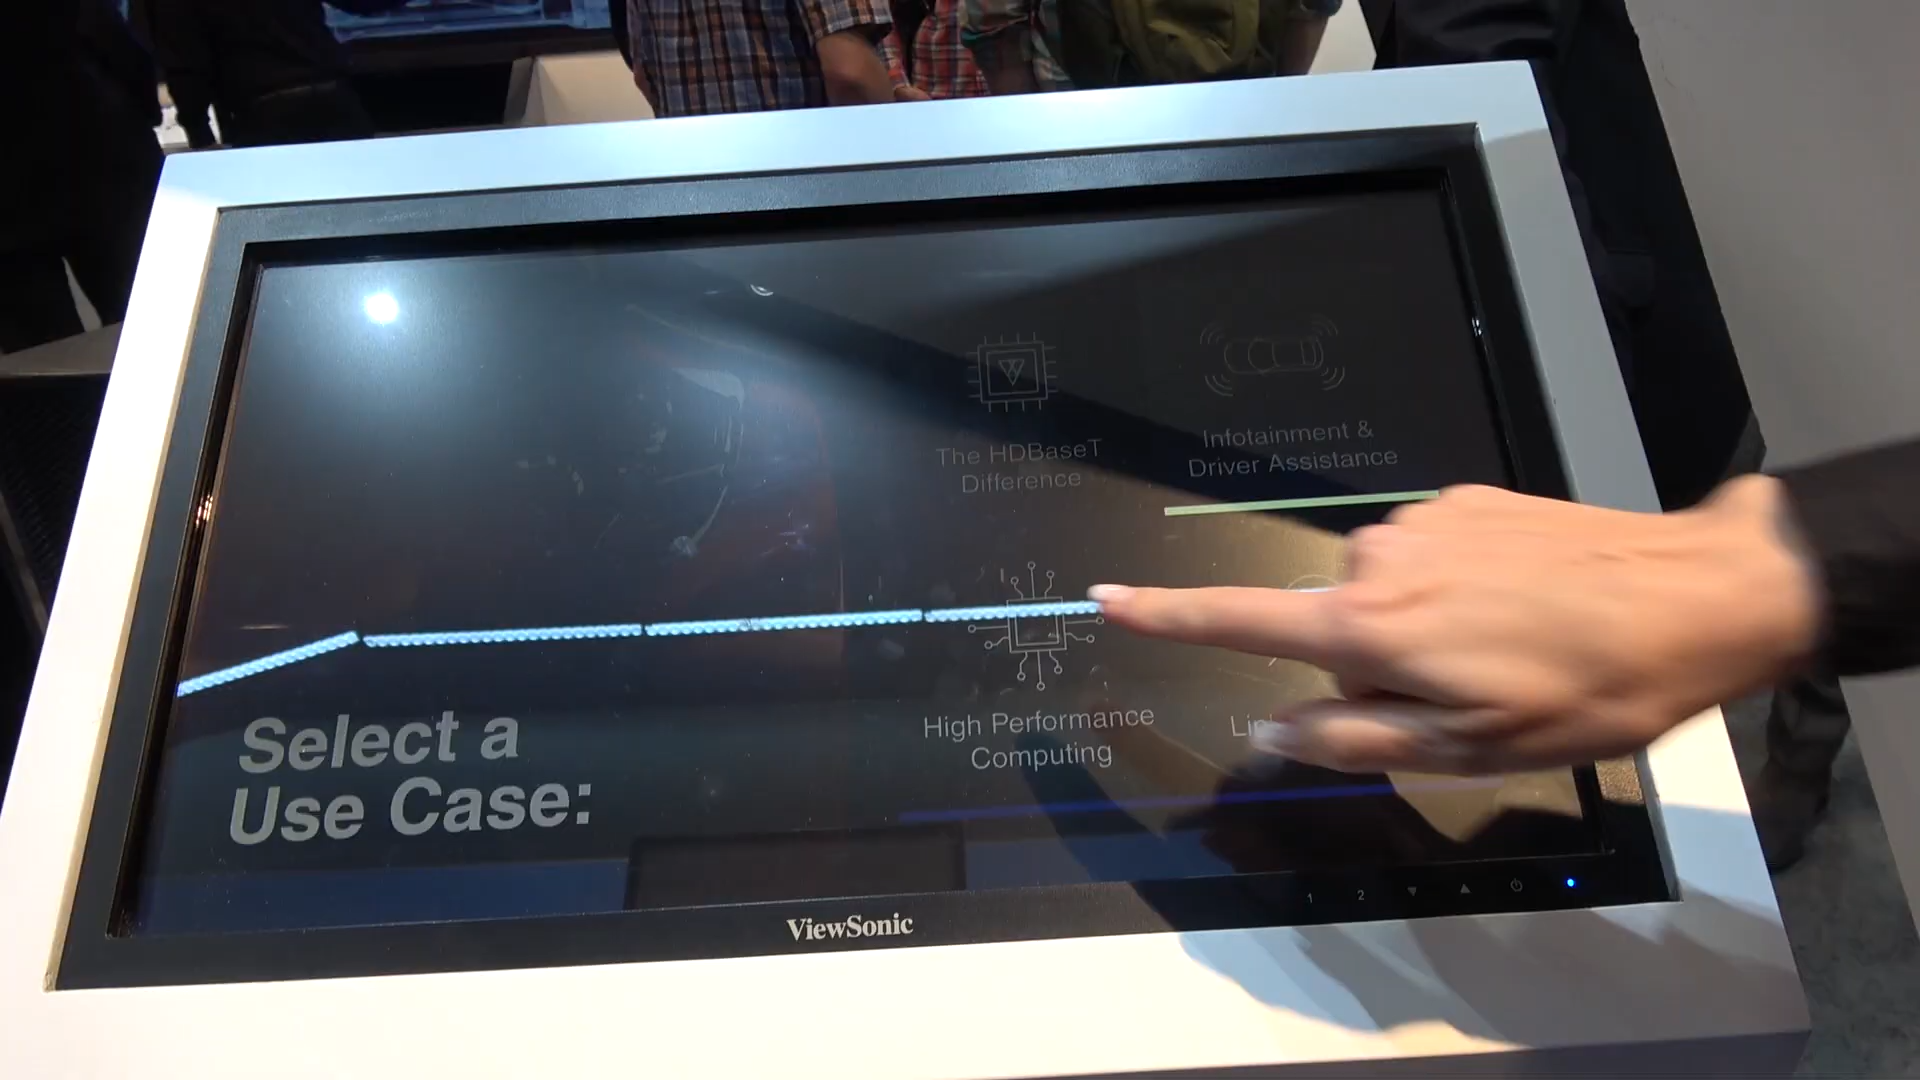 The HDBaseT
Difference
Infotainment &
Driver Assistance
High Performance
Computing
Select a
Use Case:
ViewSonic
1
2